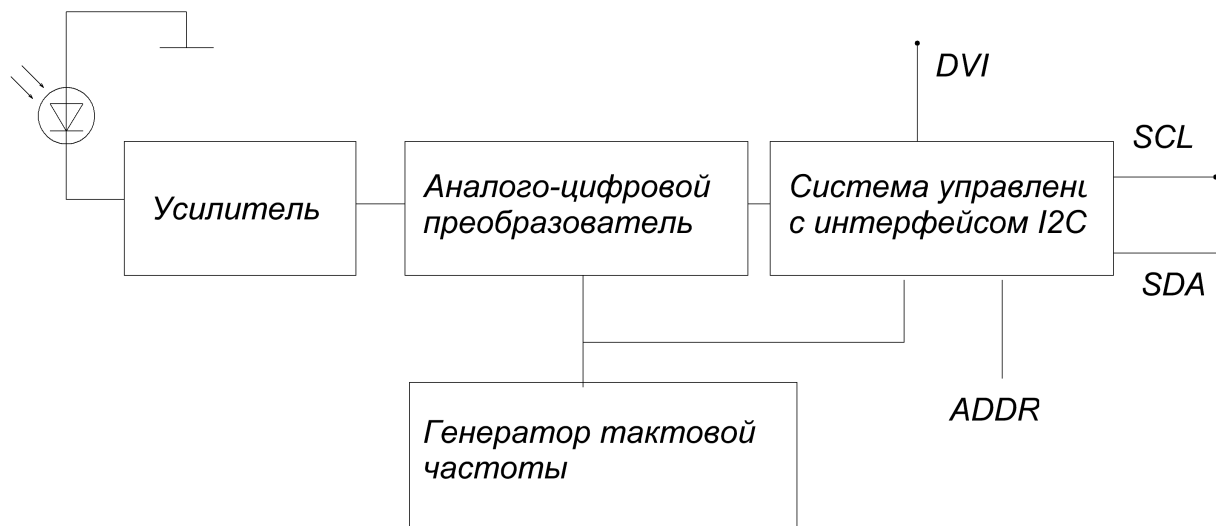 DVI
SCL
Усилитель
Аналого-цифровой
преобразователь
Система управлени
с интерфейсом I2C
SDA
ADDR
Генератор тактовой
частоты